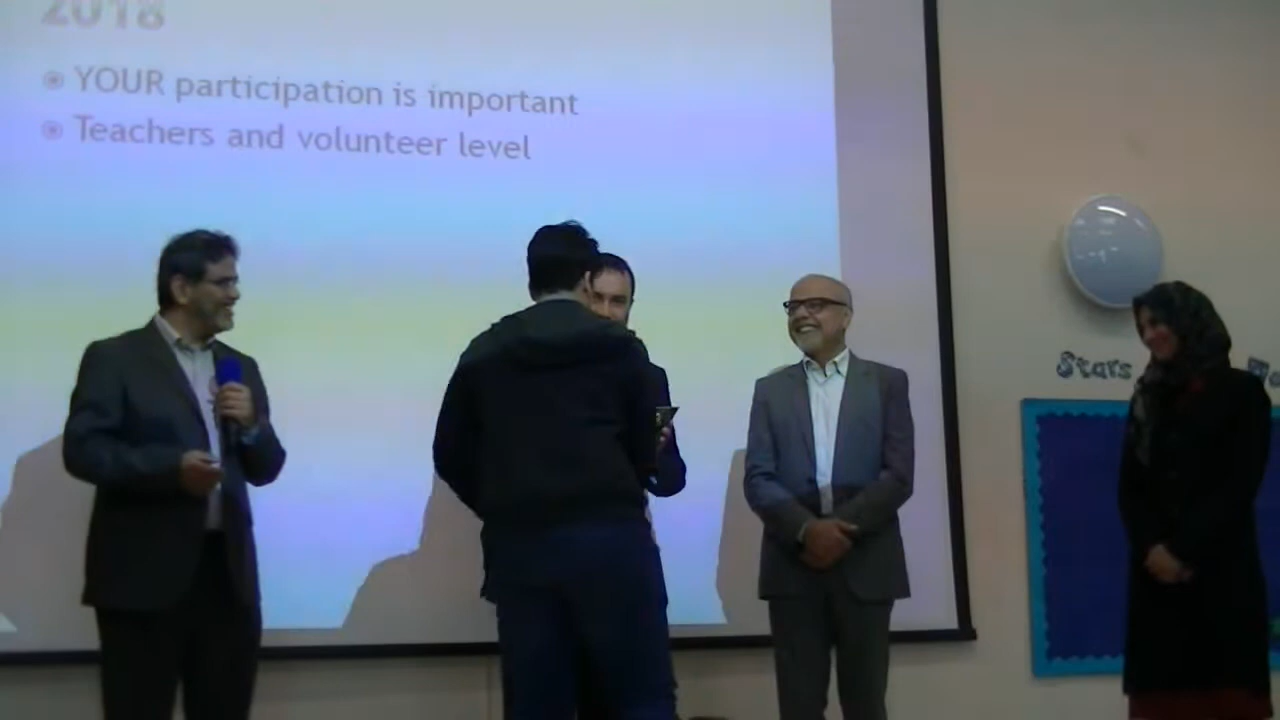 2018
YOUR participation is important
Teachers and volunteer level
Stars